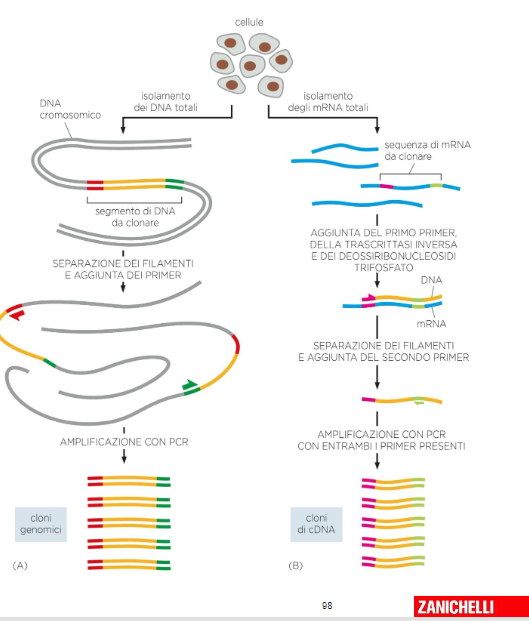 cellule
isolamento
dei DNA totali
isolamento
degli mRNA totali
DNA
cromosomico
segmento di DNA
da clonare
SEPARAZIONE DEI FILAMENTI
E AGGIUNTA DEI PRIMER
AMPLIFICAZIONE CON PCR
cloni
genomici
(A)
sequenza di mRNA
da clonare
AGGIUNTA DEL PRIMO PRIMER,
DELLA TRASCRITTASI INVERSA
E DEI DEOSSIRIBONUCLEOSIDI
TRIFOSFATO
DNA
mRNA
SEPARAZIONE DEI FILAMENTI
E AGGIUNTA DEL SECONDO PRIMER
AMPLIFICAZIONE CON PCR
CON ENTRAMBI I PRIMER PRESENTI
cloni
di cDNA
(B)
98
ZANICHELLI